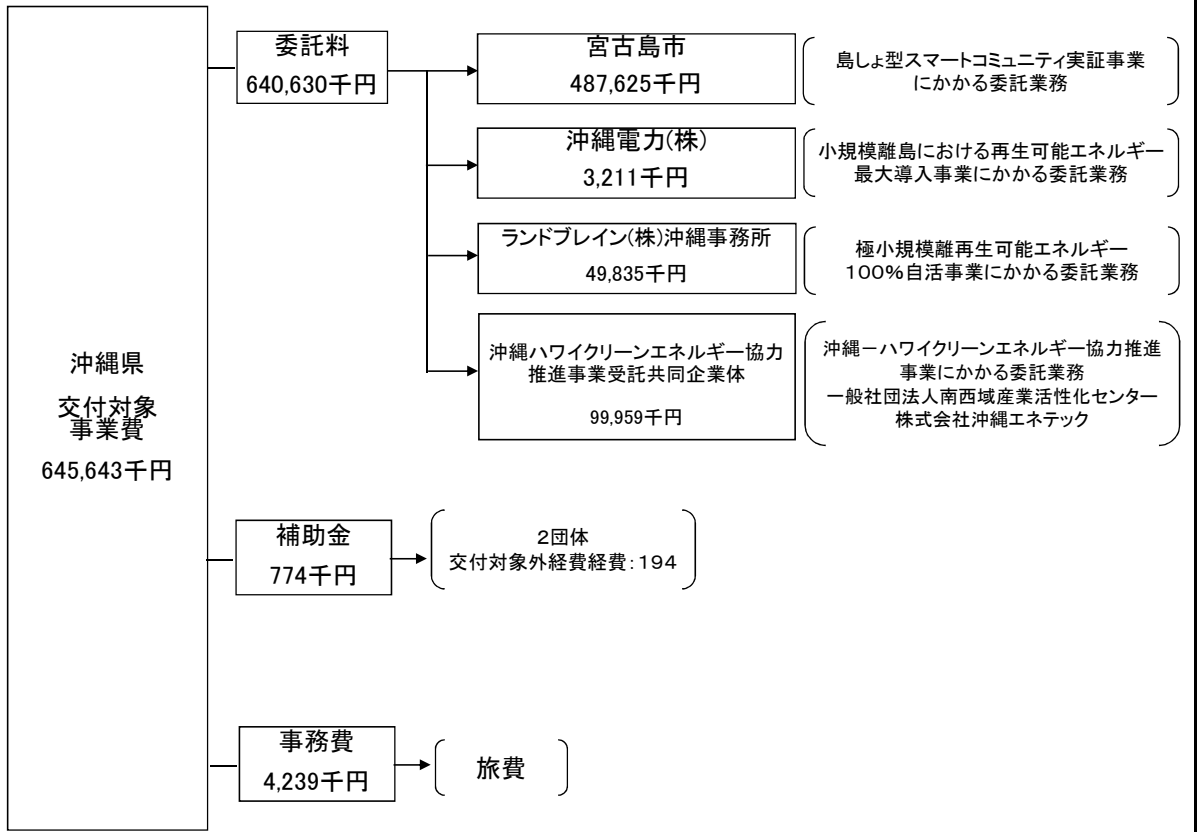 沖縄県
交付対象
事業費
645,643千円
委託料
640,630千円
宮古島市
487,625千円
島しょ型スマートコミュニティ実証事業
にかかる委託業務
沖縄電力(株)
3,211千円
小規模離島における再生可能エネルギー
最大導入事業にかかる委託業務
ランドブレイン(株)沖縄事務所
49,835千円
極小規模離再生可能エネルギー
100%自活事業にかかる委託業務
沖縄ハワイクリーンエネルギー協力
推進事業受託共同企業体
99,959千円
沖縄－ハワイクリーンエネルギー協力推進
事業にかかる委託業務
一般社団法人南西域産業活性化センター
株式会社沖縄エネテック
補助金
774千円
2団体
交付対象外経費経費：194
事務費
4,239千円
旅費